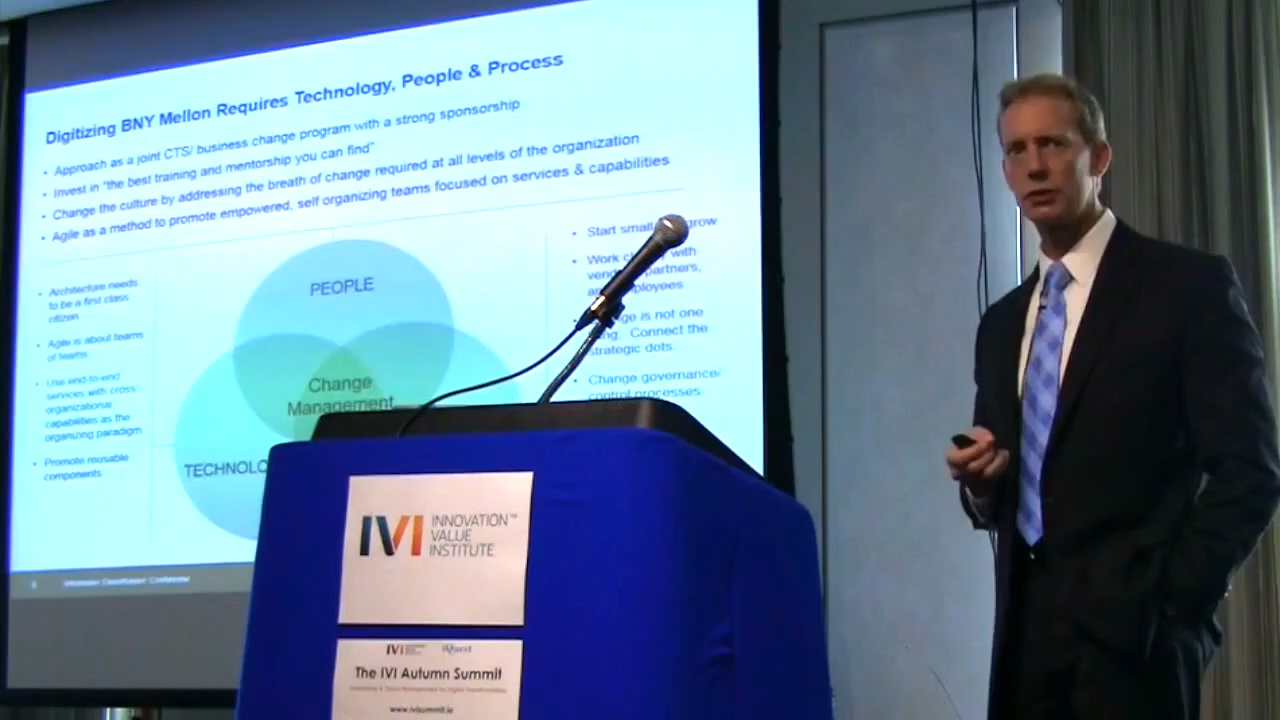 Digitizing BNY Mellon Requires Technology, People & Process
• Approach as a joint CTS/ business change program with a strong sponsorship
• Invest in "the best training and mentorship you can find"
• Change the culture by addressing the breath of change required at all levels of the organization
• Agile as a method to promote empowered, self organizing teams focused on services & capabilities
• Architecture needs
to be a first class
citizen
• Agile is about teams
of teams
• Use end-to-end
services with cross-
organizational
capabilities as the
organizing paradigm
• Promote reusable
components
PEOPLE
Change
Management
TECHNOLO
• Start small grow
• Work with
partners,
employees
is not one
Connect the
strategic dots.
• Change governance/
control processes
Information Classification: Confidential
IVI INNOVATION™
VALUE
INSTITUTE
IVI
The IVI Autumn Summit
www.ivisummit.ie